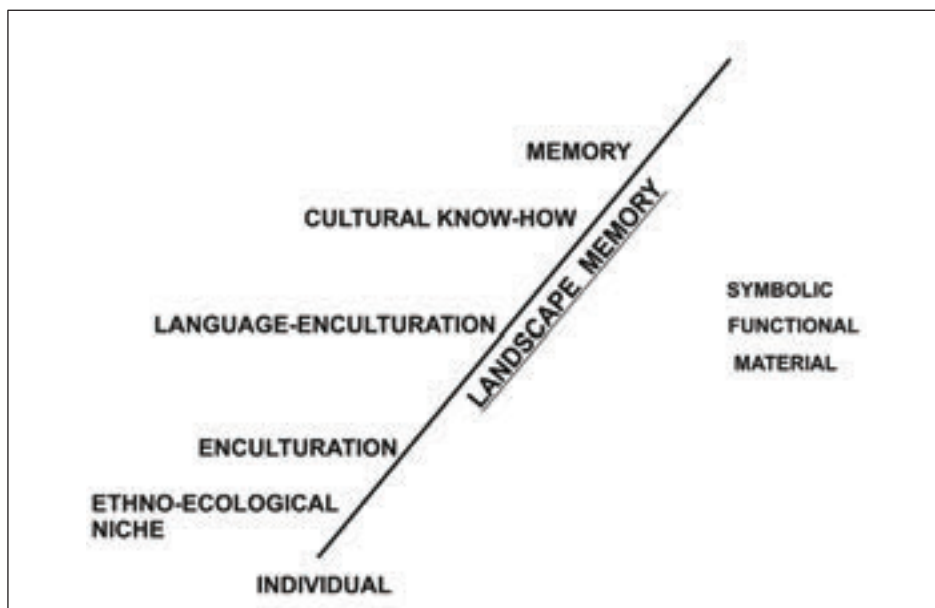 MEMORY
CULTURAL KNOW-HOW
LANDSCAPE MEMORY
SYMBOLIC
LANGUAGE-ENCULTURATION
FUNCTIONAL
MATERIAL
ENCULTURATION
ETHNO-ECOLOGICAL
NICHE
INDIVIDUAL